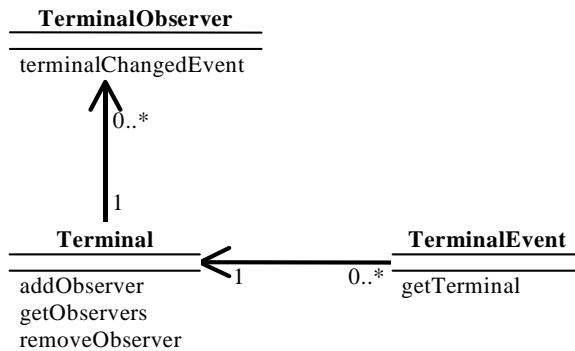 TerminalObserver
terminalChangedEvent
0..*
1
Terminal
TerminalEvent
1
0..*
addObserver
getTerminal
getObservers
removeObserver